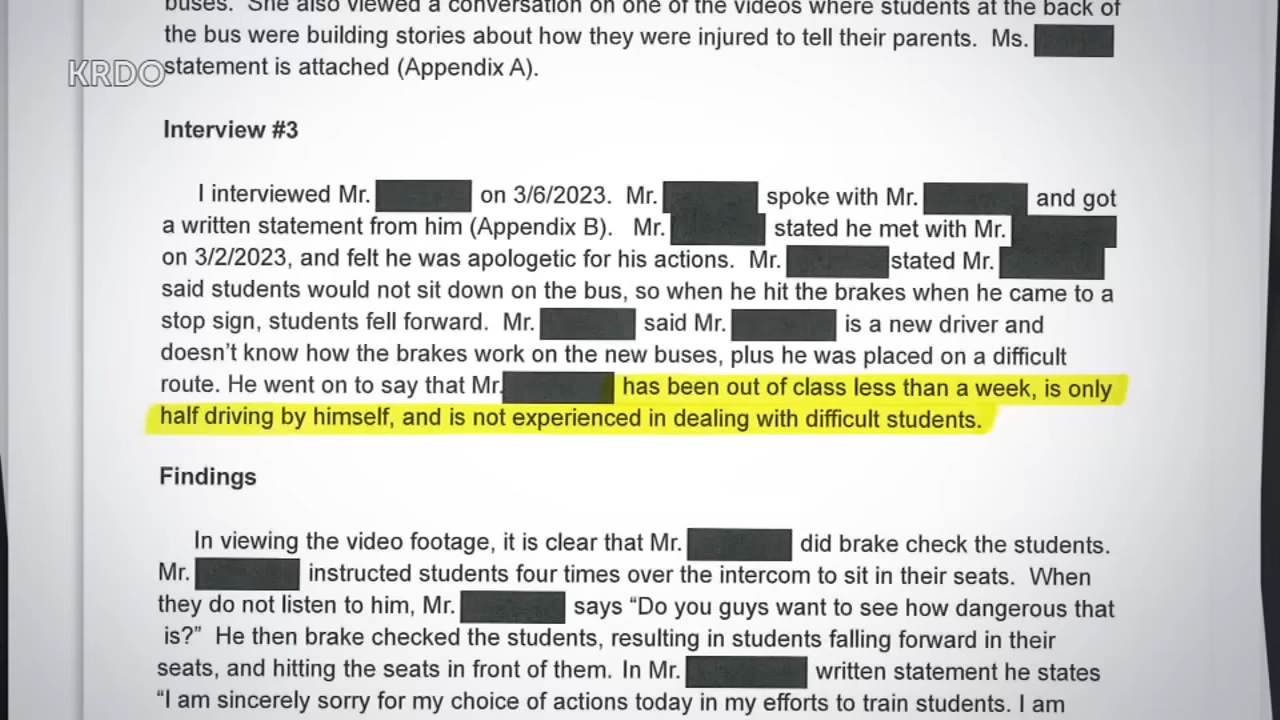 buses. She also viewed a conversation on one of the videos where students at the back of
the bus were building stories about how they were injured to tell their parents. Ms.
KRDO
statement is attached (Appendix A).
Interview #3
I interviewed Mr. on 3/6/2023. Mr. spoke with Mr. and got
a written statement from him (Appendix B). Mr. stated he met with Mr.
on 3/2/2023, and felt he was apologetic for his actions. Mr. stated Mr.
said students would not sit down on the bus, so when he hit the brakes when he came to a
stop sign, students fell forward. Mr. said Mr. is a new driver and
doesn’t know how the brakes work on the new buses, plus he was placed on a difficult
route. He went on to say that Mr. has been out of class less than a week, is only
half driving by himself, and is not experienced in dealing with difficult students.
Findings
In viewing the video footage, it is clear that Mr. did brake check the students.
Mr. instructed students four times over the intercom to sit in their seats. When
they do not listen to him, Mr. says “Do you guys want to see how dangerous that
is?” He then brake checked the students, resulting in students falling forward in their
seats, and hitting the seats in front of them. In Mr. written statement he states
“I am sincerely sorry for my choice of actions today in my efforts to train students. I am